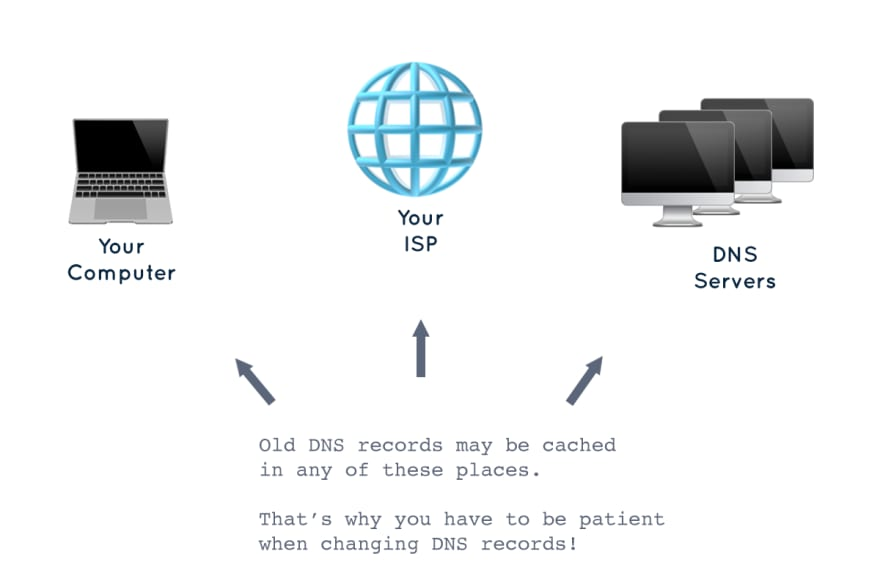 Your
Computer
Your
ISP
DNS
Servers
Old DNS records may be cached
in any of these places.
That's why you have to be patient
when changing DNS records!